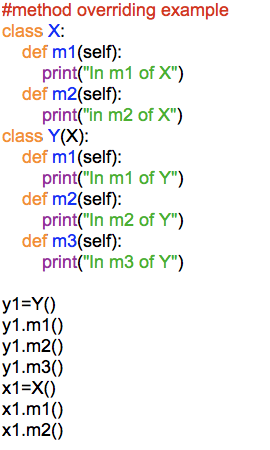 #method overriding example
class X:
    def m1(self):
        print("In m1 of X")
    def m2(self):
        print("in m2 of X")
class Y(X):
    def m1(self):
        print("In m1 of Y")
    def m2(self):
        print("In m2 of Y")
    def m3(self):
        print("In m3 of Y")

y1=Y()
y1.m1()
y1.m2()
y1.m3()
x1=X()
x1.m1()
x1.m2()